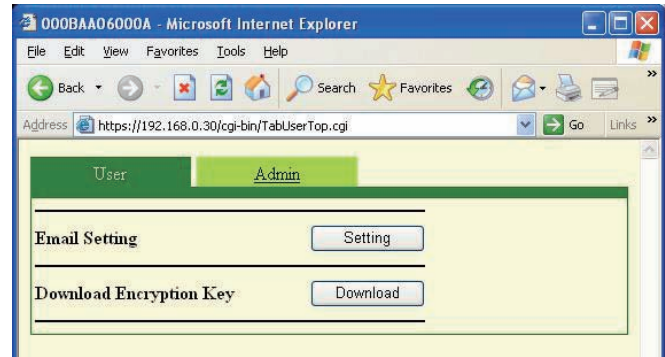 000BAA06000A - Microsoft Internet Explorer
File Edit View Favorites Tools Help
Back Search Favorites »
Address https://192.168.0.30/cgi-bin/TabUserTop.cgi Go Links »
User Admin
Email Setting Setting
Download Encryption Key Download